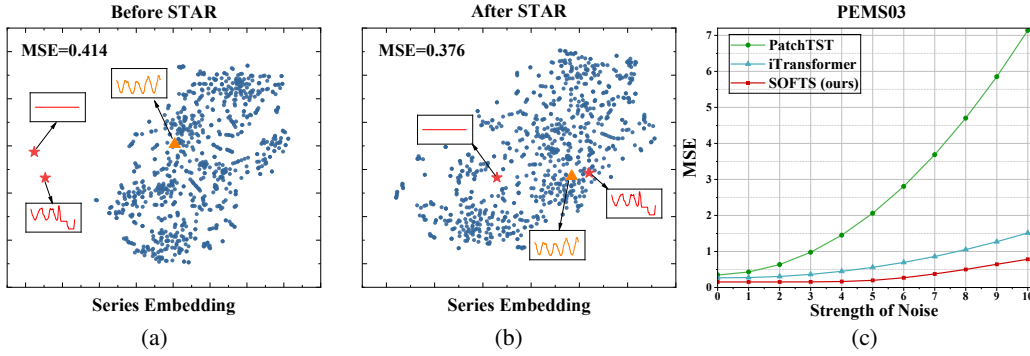 Before STAR
MSE=0.414
Series Embedding
(a)
After STAR
MSE=0.376
Series Embedding
(b)
PEMS03
PatchTST
iTransformer
SOFTS (ours)
MSE
7
6
5
4
3
2
1
0
0 1 2 3 4 5 6 7 8 9 10
Strength of Noise
(c)